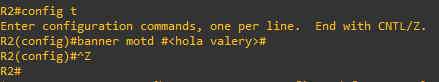 R2#config t
Enter configuration commands, one per line.  End with CNTL/Z.
R2(config)#banner motd #<hola valery>#
R2(config)#^Z
R2#